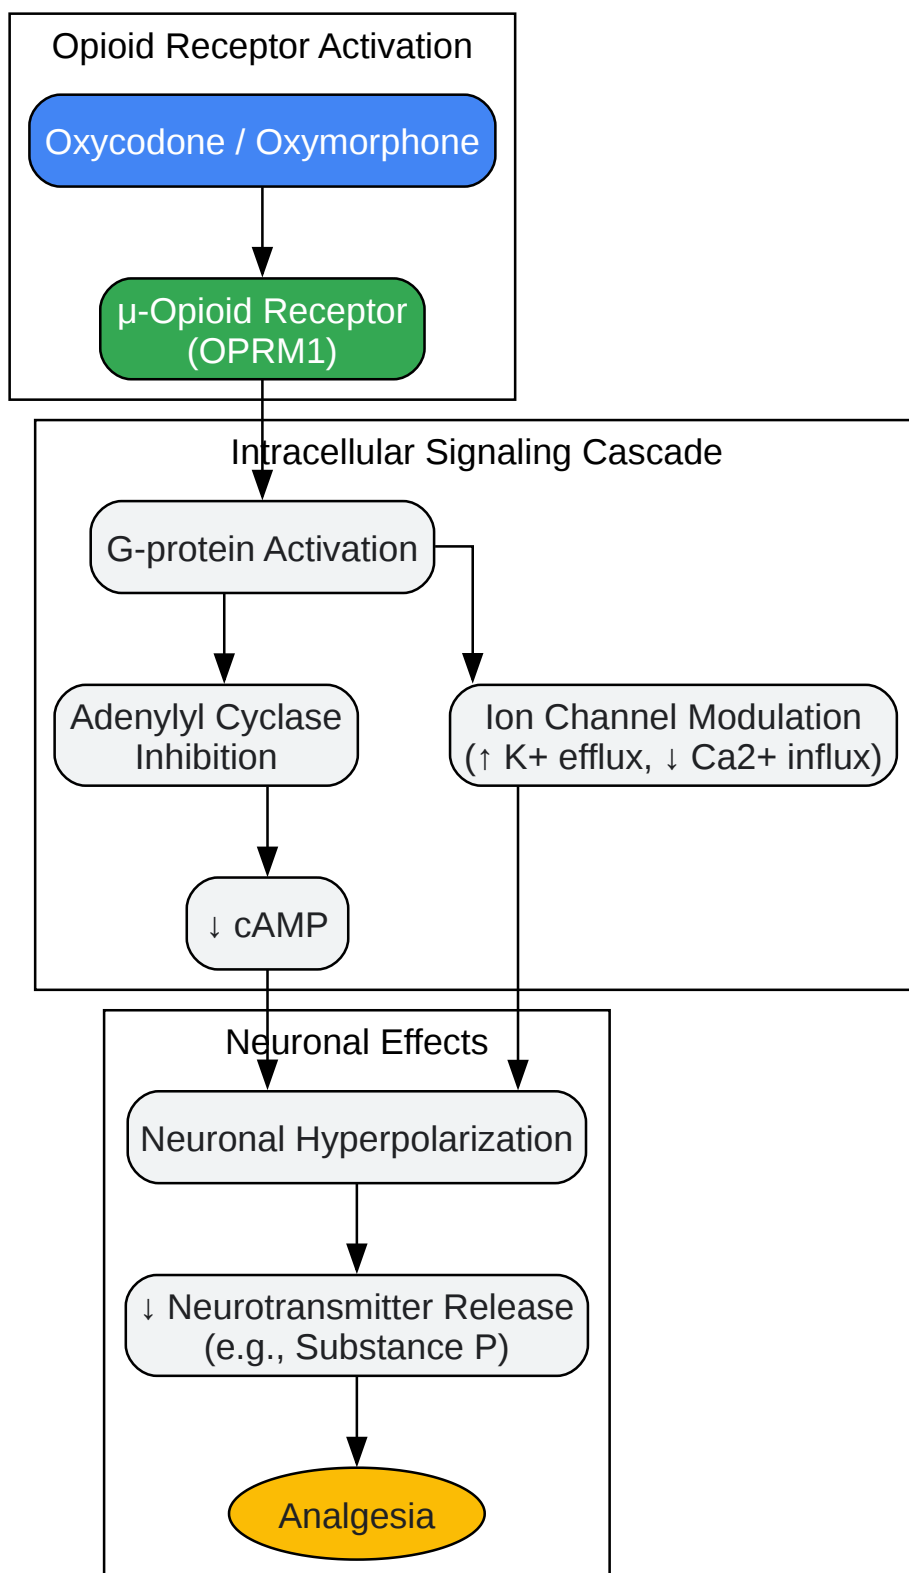 Opioid Receptor Activation
Oxycodone / Oxymorphone
μ-Opioid Receptor
(OPRM1)
Intracellular Signaling Cascade
G-protein Activation
Adenylyl Cyclase
Inhibition
Ion Channel Modulation
(↑ K+ efflux, ↓ Ca2+ influx)
↓ cAMP
Neuronal Effects
Neuronal Hyperpolarization
↓ Neurotransmitter Release
(e.g., Substance P)
Analgesia